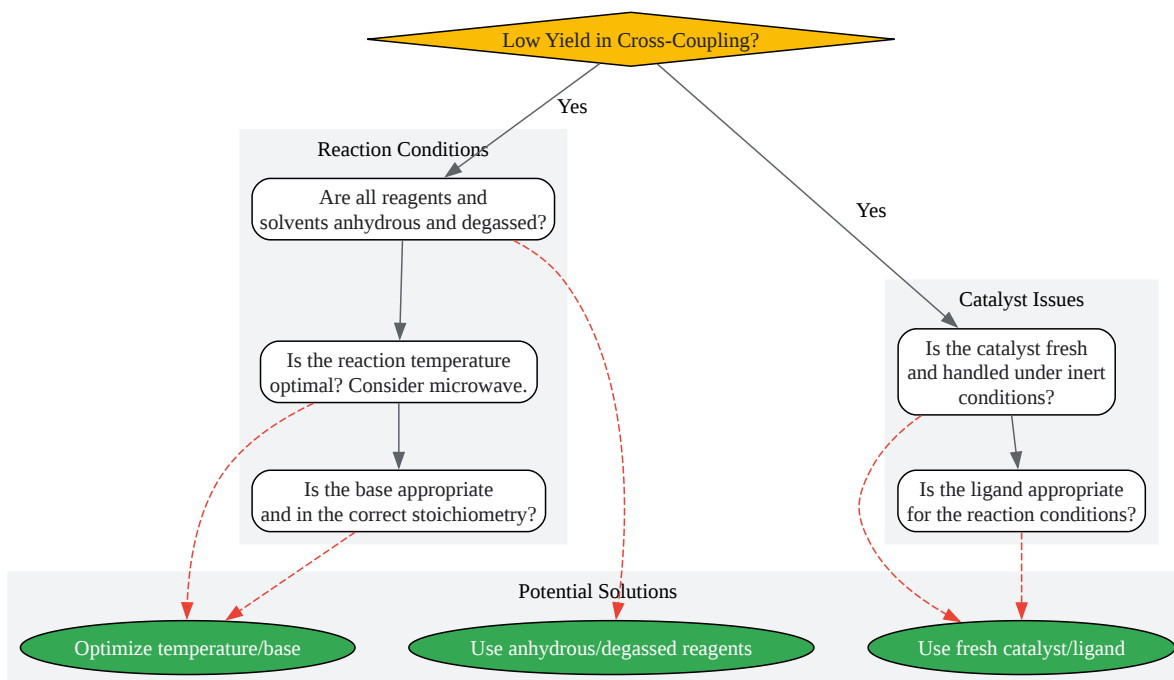 Low Yield in Cross-Coupling?
Yes
Reaction Conditions
Are all reagents and
solvents anhydrous and degassed?
Yes
Catalyst Issues
Is the catalyst fresh
and handled under inert
conditions?
Is the reaction temperature
optimal? Consider microwave.
Is the base appropriate
and in the correct stoichiometry?
Is the ligand appropriate
for the reaction conditions?
Potential Solutions
Optimize temperature/base
Use anhydrous/degassed reagents
Use fresh catalyst/ligand